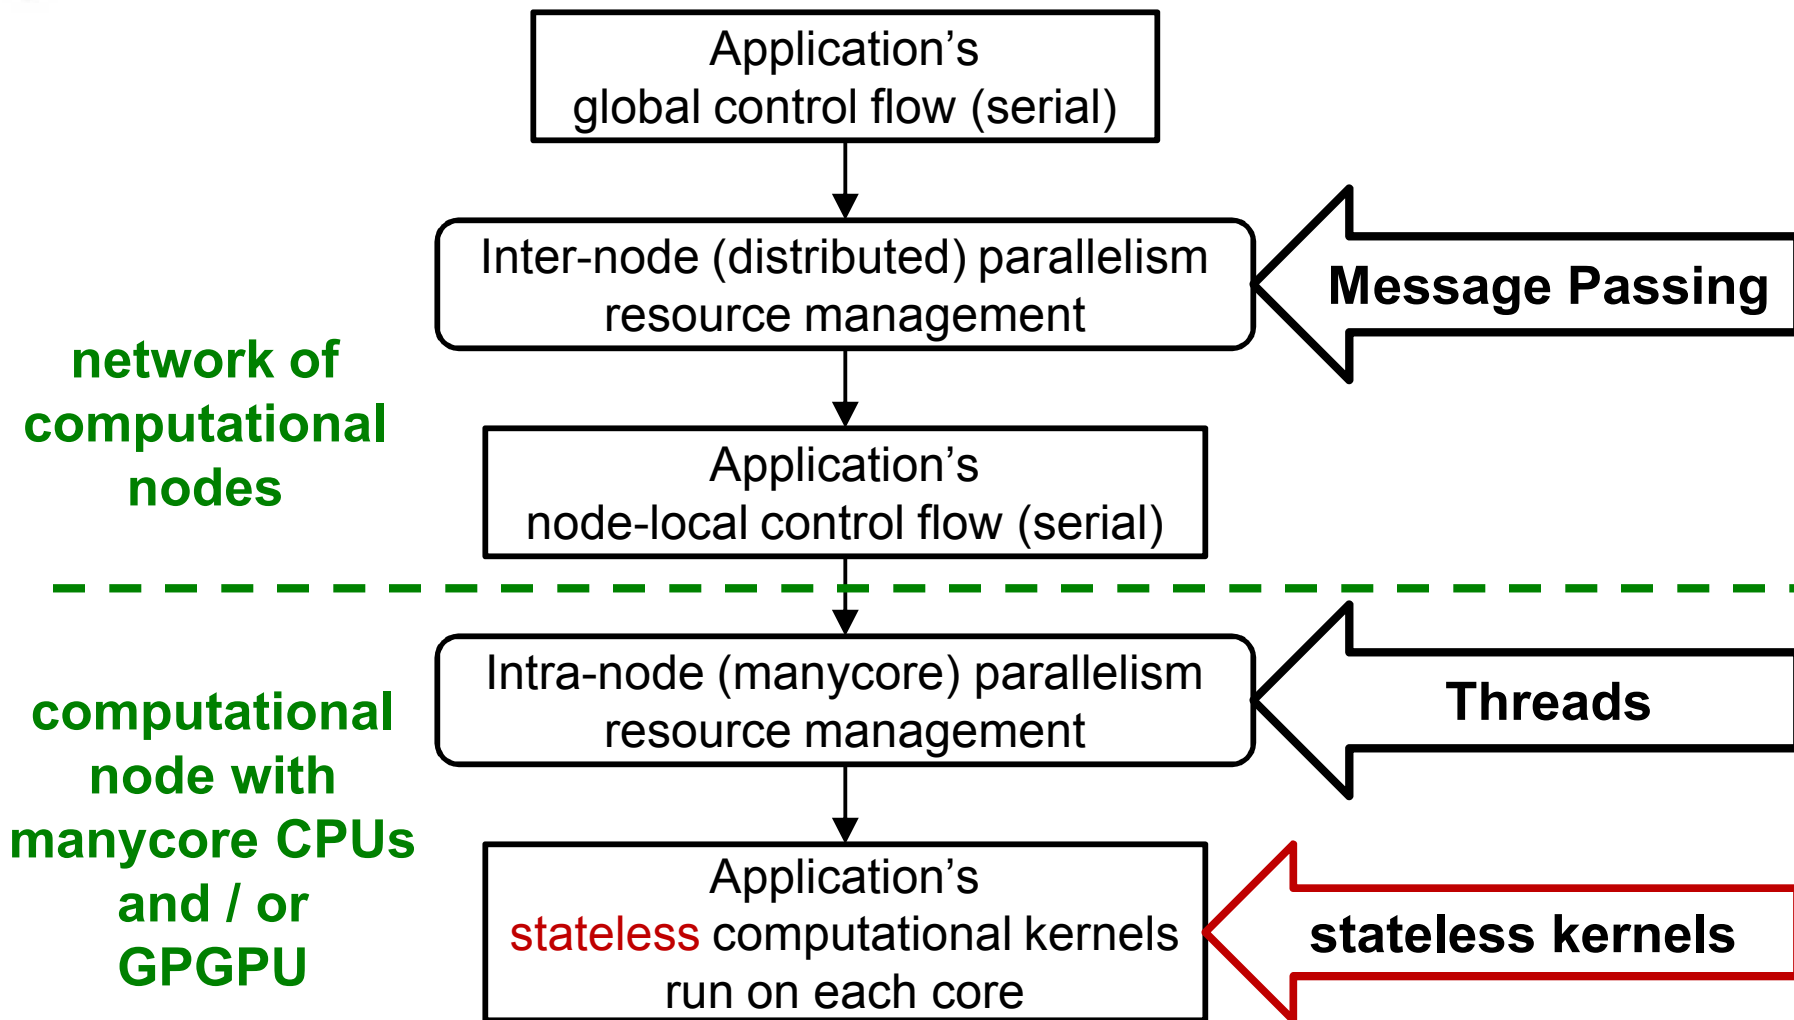 Application’s
global control flow (serial)
Inter-node (distributed) parallelism
resource management
Message Passing
network of
computational
nodes
Application’s
node-local control flow (serial)
Intra-node (manycore) parallelism
resource management
Threads
computational
node with
manycore CPUs
and / or
GPGPU
Application’s
stateless computational kernels
run on each core
stateless kernels